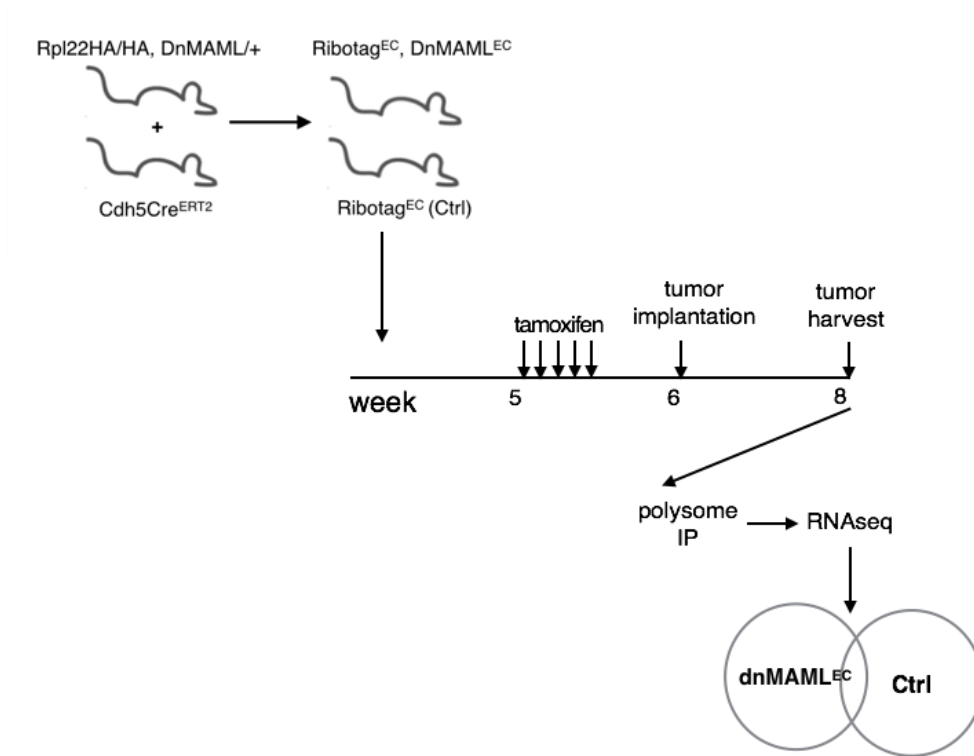 Rpl22HA/HA, DnMAML/+
RibotagEC, DnMAMLEC
+
Cdh5CreERT2
RibotagEC (Ctrl)
tumor
implantation
tumor
harvest
tamoxifen
week
5
6
8
polysome
IP
RNAseq
dnMAMLEC
Ctrl